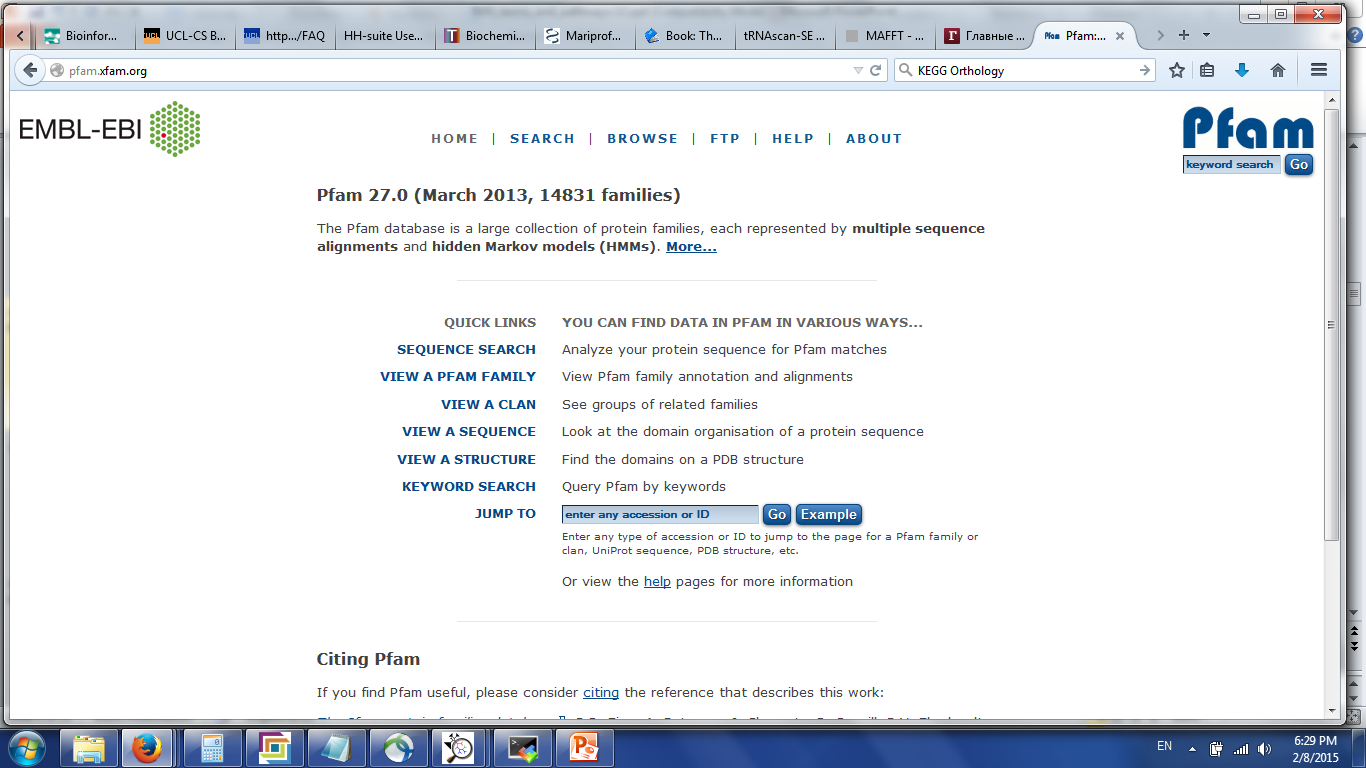 Bioinfor...
UCL-CS B...
http.../FAQ
HH-suite Use...
Biochemi...
Mariprof...
Book: Th...
tRNAscan-SE ...
MAFFT - ...
Главные ...
Pfam:...
pfam.xfam.org
KEGG Orthology
EMBL-EBI
HOME | SEARCH | BROWSE | FTP | HELP | ABOUT
Pfam
keyword search Go
Pfam 27.0 (March 2013, 14831 families)
The Pfam database is a large collection of protein families, each represented by multiple sequence
alignments and hidden Markov models (HMMs). More...
QUICK LINKS YOU CAN FIND DATA IN PFAM IN VARIOUS WAYS...
SEQUENCE SEARCH Analyze your protein sequence for Pfam matches
VIEW A PFAM FAMILY View Pfam family annotation and alignments
VIEW A CLAN See groups of related families
VIEW A SEQUENCE Look at the domain organisation of a protein sequence
VIEW A STRUCTURE Find the domains on a PDB structure
KEYWORD SEARCH Query Pfam by keywords
JUMP TO enter any accession or ID Go Example
Enter any type of accession or ID to jump to the page for a Pfam family or
clan, UniProt sequence, PDB structure, etc.
Or view the help pages for more information
Citing Pfam
If you find Pfam useful, please consider citing the reference that describes this work:
EN
6:29 PM
2/8/2015